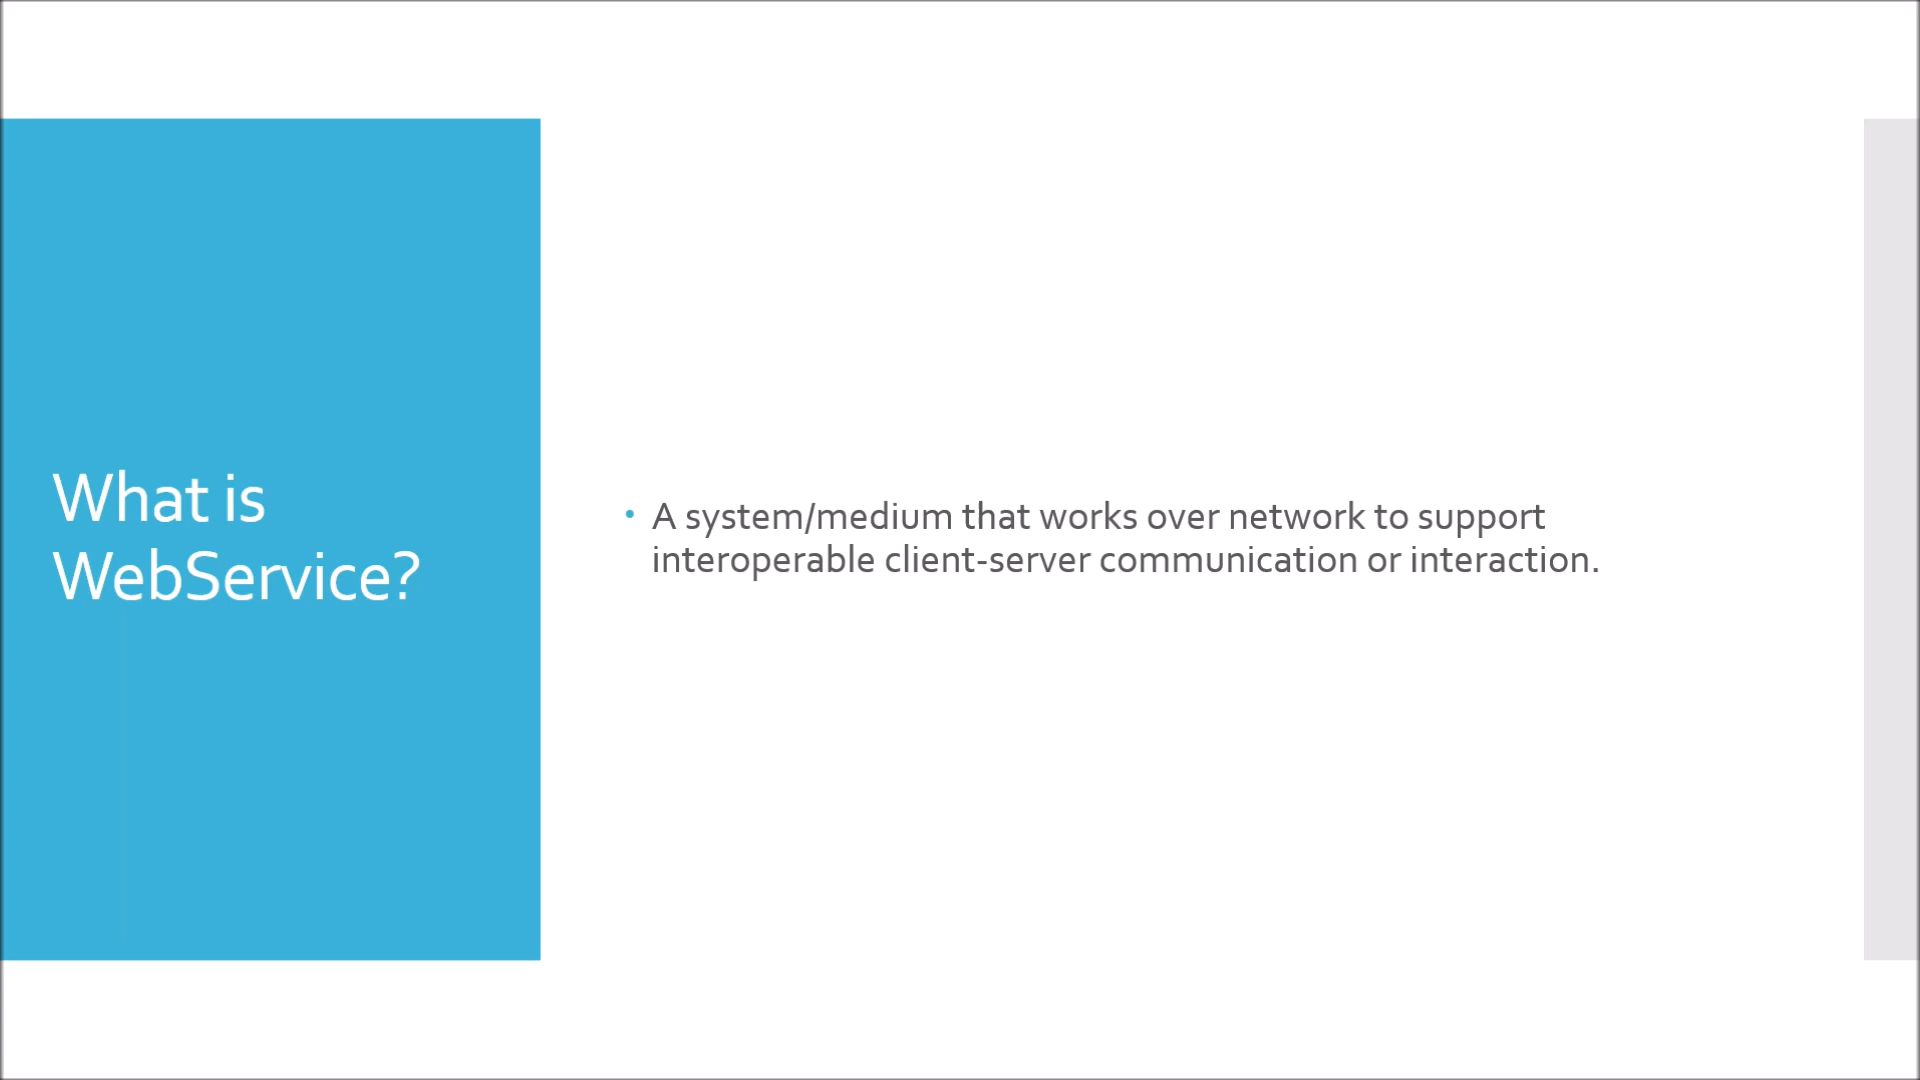 What is
WebService?
• A system/medium that works over network to support
interoperable client-server communication or interaction.